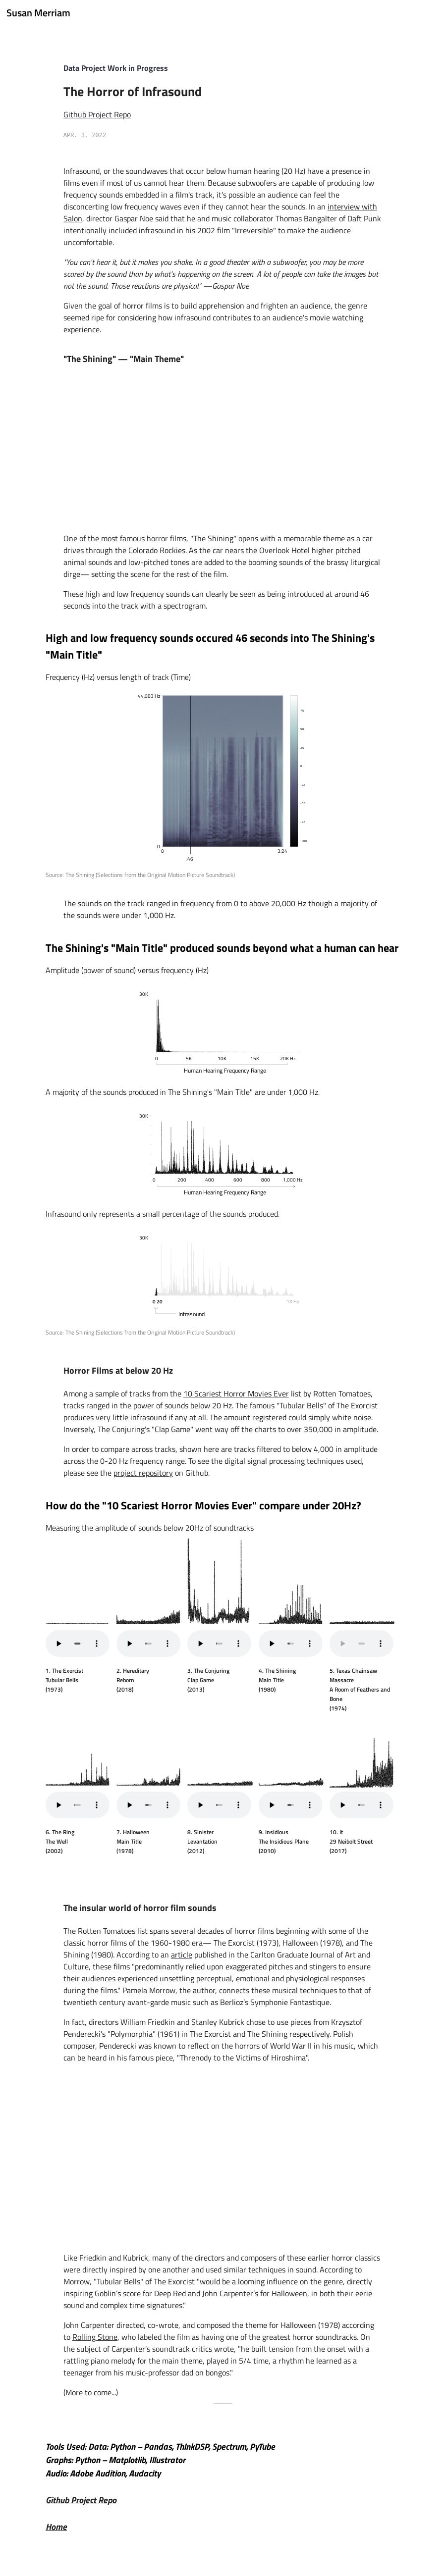 Susan Merriam
Data Project Work in Progress
The Horror of Infrasound
Github Project Repo
APR. 3, 2022
Infrasound, or the soundwaves that occur below human hearing (20 Hz) have a presence in
films even if most of us cannot hear them. Because subwoofers are capable of producing low
frequency sounds embedded in a film's track, it's possible an audience can feel the
disconcerting low frequency waves even if they cannot hear the sounds. In an interview with
Salon, director Gaspar Noe said that he and music collaborator Thomas Bangalter of Daft Punk
intentionally included infrasound in his 2002 film "Irreversible" to make the audience
uncomfortable.
"You can't hear it, but it makes you shake. In a good theater with a subwoofer, you may be more
scared by the sound than by what's happening on the screen. A lot of people can take the images but
not the sound. Those reactions are physical." —Gaspar Noe
Given the goal of horror films is to build apprehension and frighten an audience, the genre
seemed ripe for considering how infrasound contributes to an audience's movie watching
experience.
"The Shining" — "Main Theme"
One of the most famous horror films, "The Shining" opens with a memorable theme as a car
drives through the Colorado Rockies. As the car nears the Overlook Hotel higher pitched
animal sounds and low-pitched tones are added to the booming sounds of the brassy liturgical
dirge— setting the scene for the rest of the film.
These high and low frequency sounds can clearly be seen as being introduced at around 46
seconds into the track with a spectrogram.
High and low frequency sounds occured 46 seconds into The Shining's
"Main Title"
Frequency (Hz) versus length of track (Time)
44,083 Hz
0
0
:46
3:24
Source: The Shining (Selections from the Original Motion Picture Soundtrack)
The sounds on the track ranged in frequency from 0 to above 20,000 Hz though a majority of
the sounds were under 1,000 Hz.
The Shining's "Main Title" produced sounds beyond what a human can hear
Amplitude (power of sound) versus frequency (Hz)
30K
0 5K 10K 15K 20K Hz
Human Hearing Frequency Range
A majority of the sounds produced in The Shining's "Main Title" are under 1,000 Hz.
30K
0 200 400 600 800 1,000 Hz
Human Hearing Frequency Range
Infrasound only represents a small percentage of the sounds produced.
30K
0 20
Infrasound
Source: The Shining (Selections from the Original Motion Picture Soundtrack)
Horror Films at below 20 Hz
Among a sample of tracks from the 10 Scariest Horror Movies Ever list by Rotten Tomatoes,
tracks ranged in the power of sounds below 20 Hz. The famous "Tubular Bells" of The Exorcist
produces very little infrasound if any at all. The amount registered could simply white noise.
Inversely, The Conjuring's "Clap Game" went way off the charts to over 350,000 in amplitude.
In order to compare across tracks, shown here are tracks filtered to below 4,000 in amplitude
across the 0-20 Hz frequency range. To see the digital signal processing techniques used,
please see the project repository on Github.
How do the "10 Scariest Horror Movies Ever" compare under 20Hz?
Measuring the amplitude of sounds below 20Hz of soundtracks
1. The Exorcist
Tubular Bells
(1973)
2. Hereditary
Reborn
(2018)
3. The Conjuring
Clap Game
(2013)
4. The Shining
Main Title
(1980)
5. Texas Chainsaw
Massacre
A Room of Feathers and
Bone
(1974)
6. The Ring
The Well
(2002)
7. Halloween
Main Title
(1978)
8. Sinister
Levantation
(2012)
9. Insidious
The Insidious Plane
(2010)
10. It
29 Neibolt Street
(2017)
The insular world of horror film sounds
The Rotten Tomatoes list spans several decades of horror films beginning with some of the
classic horror films of the 1960-1980 era— The Exorcist (1973), Halloween (1978), and The
Shining (1980). According to an article published in the Carlton Graduate Journal of Art and
Culture, these films "predominantly relied upon exaggerated pitches and stingers to ensure
their audiences experienced unsettling perceptual, emotional and physiological responses
during the films." Pamela Morrow, the author, connects these musical techniques to that of
twentieth century avant-garde music such as Berlioz's Symphonie Fantastique.
In fact, directors William Friedkin and Stanley Kubrick chose to use pieces from Krzysztof
Penderecki's "Polymorphia" (1961) in The Exorcist and The Shining respectively. Polish
composer, Penderecki was known to reflect on the horrors of World War II in his music, which
can be heard in his famous piece, "Threnody to the Victims of Hiroshima".
Like Friedkin and Kubrick, many of the directors and composers of these earlier horror classics
were directly inspired by one another and used similar techniques in sound. According to
Morrow, "Tubular Bells" of The Exorcist "would be a looming influence on the genre, directly
inspiring Goblin's score for Deep Red and John Carpenter's for Halloween, in both their eerie
sound and complex time signatures."
John Carpenter directed, co-wrote, and composed the theme for Halloween (1978) according
to Rolling Stone, who labeled the film as having one of the greatest horror soundtracks. On
the subject of Carpenter's soundtrack critics wrote, "he built tension from the onset with a
rattling piano melody for the main theme, played in 5/4 time, a rhythm he learned as a
teenager from his music-professor dad on bongos."
(More to come...)
Tools Used: Data: Python – Pandas, ThinkDSP, Spectrum, PyTube
Graphs: Python – Matplotlib, Illustrator
Audio: Adobe Audition, Audacity
Github Project Repo
Home